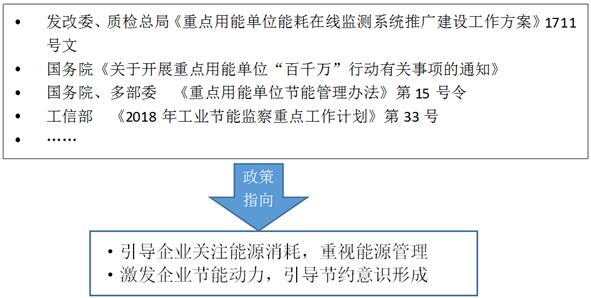 • 发改委、质检总局《重点用能单位能耗在线监测系统推广建设工作方案》1711
号文
• 国务院《关于开展重点用能单位“百千万”行动有关事项的通知》
• 国务院、多部委 《重点用能单位节能管理办法》第 15 号令
• 工信部 《2018 年工业节能监察重点工作计划》第 33 号
• ……
政策
指向
• 引导企业关注能源消耗，重视能源管理
• 激发企业节能动力，引导节约意识形成